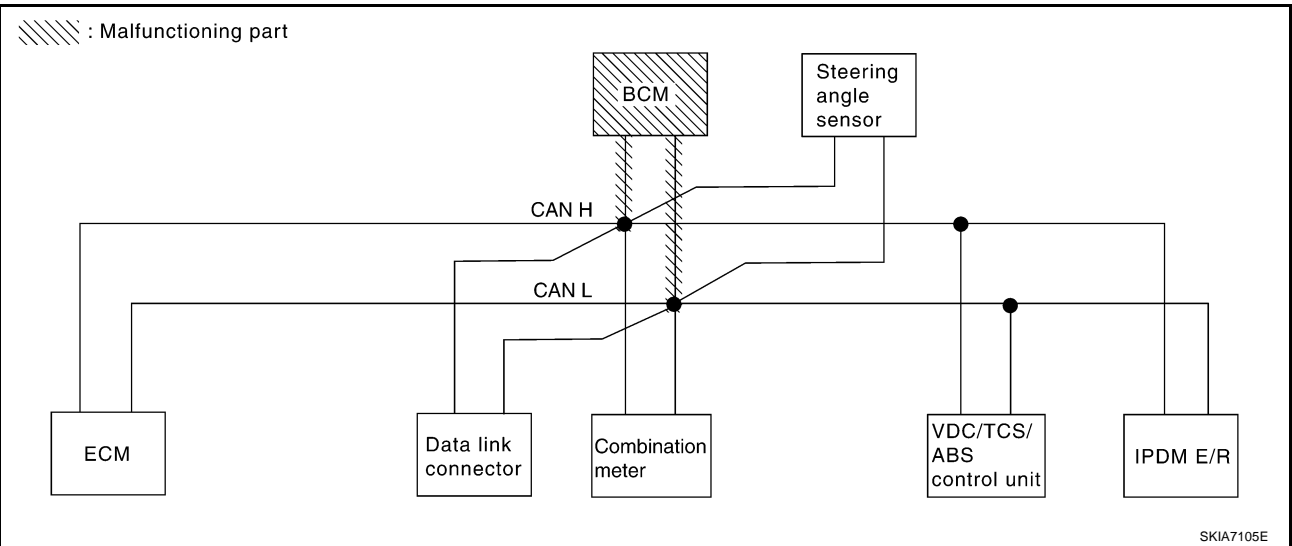 : Malfunctioning part
BCM
Steering
angle
sensor
CAN H
CAN L
ECM
Data link
connector
Combination
meter
VDC/TCS/
ABS
control unit
IPDM E/R
SKIA7105E